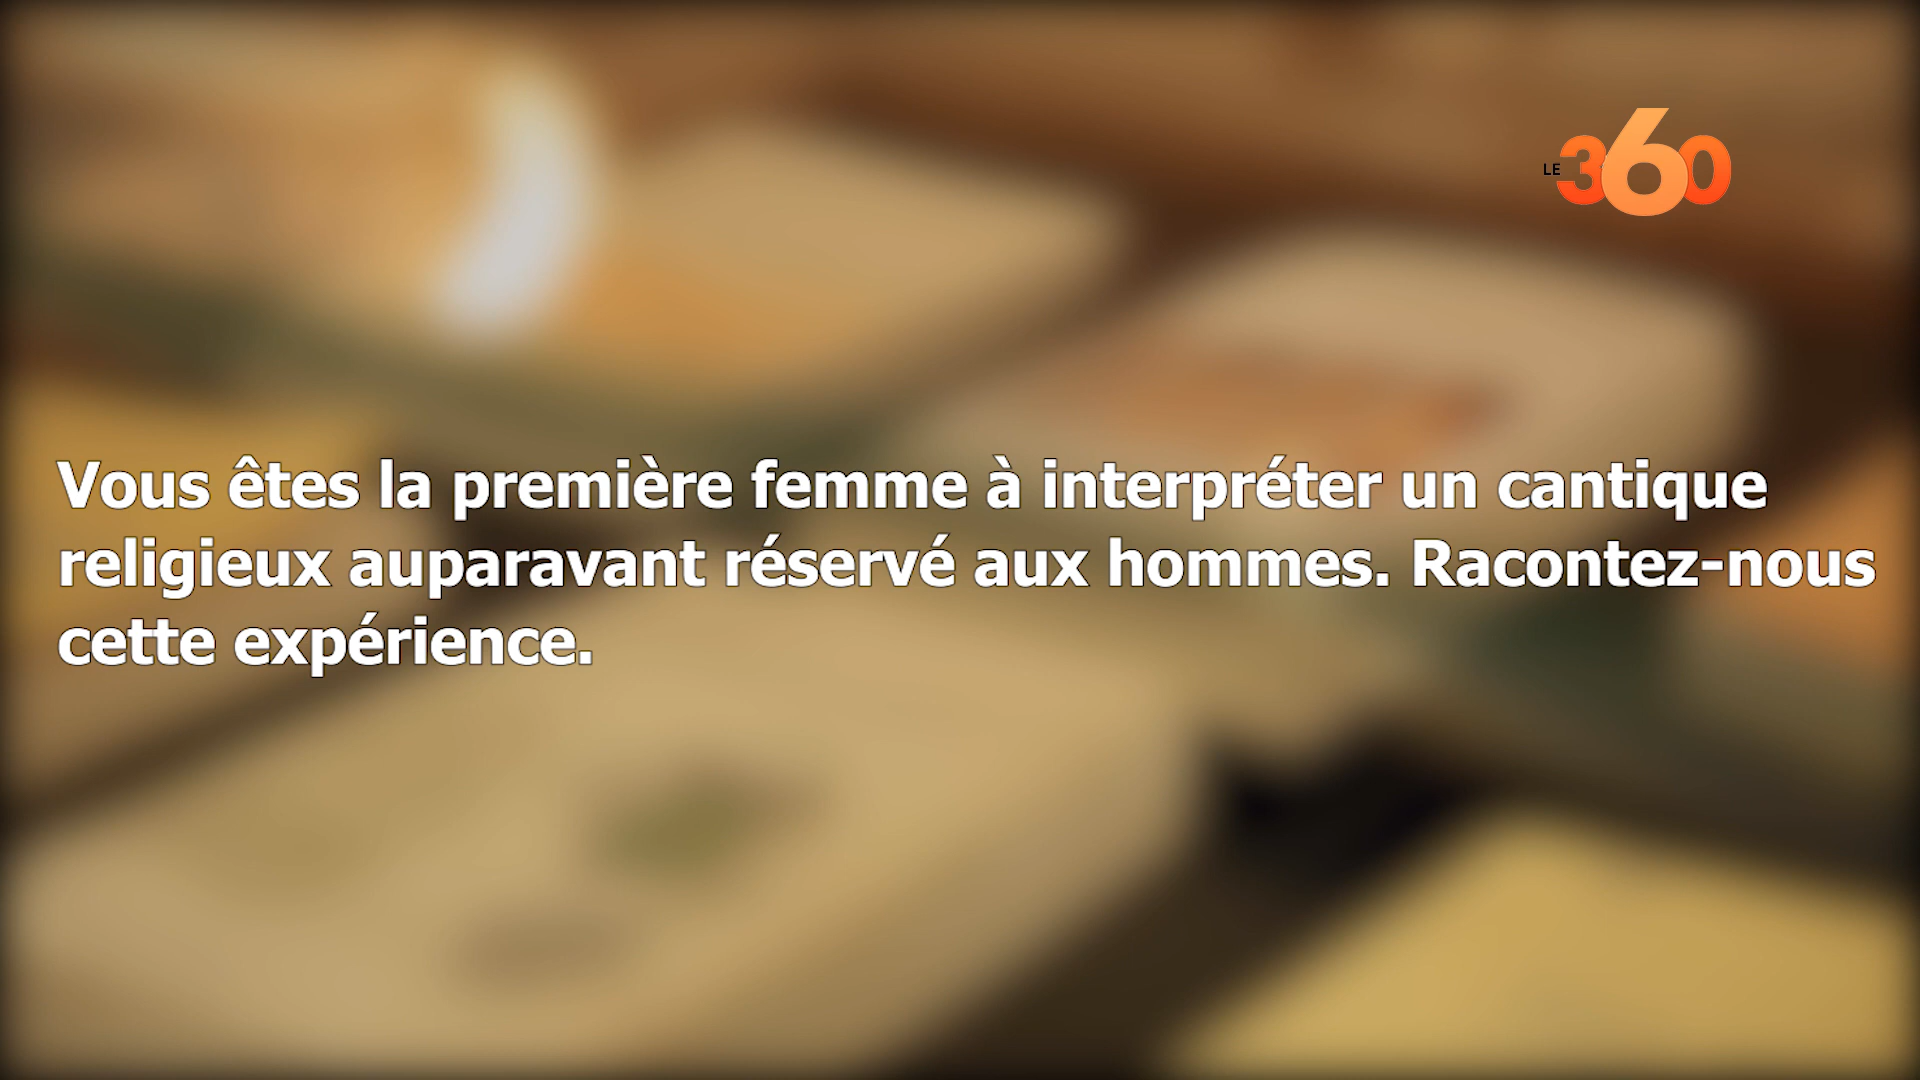 LE 360
Vous êtes la première femme à interpréter un cantique
religieux auparavant réservé aux hommes. Racontez-nous
cette expérience.